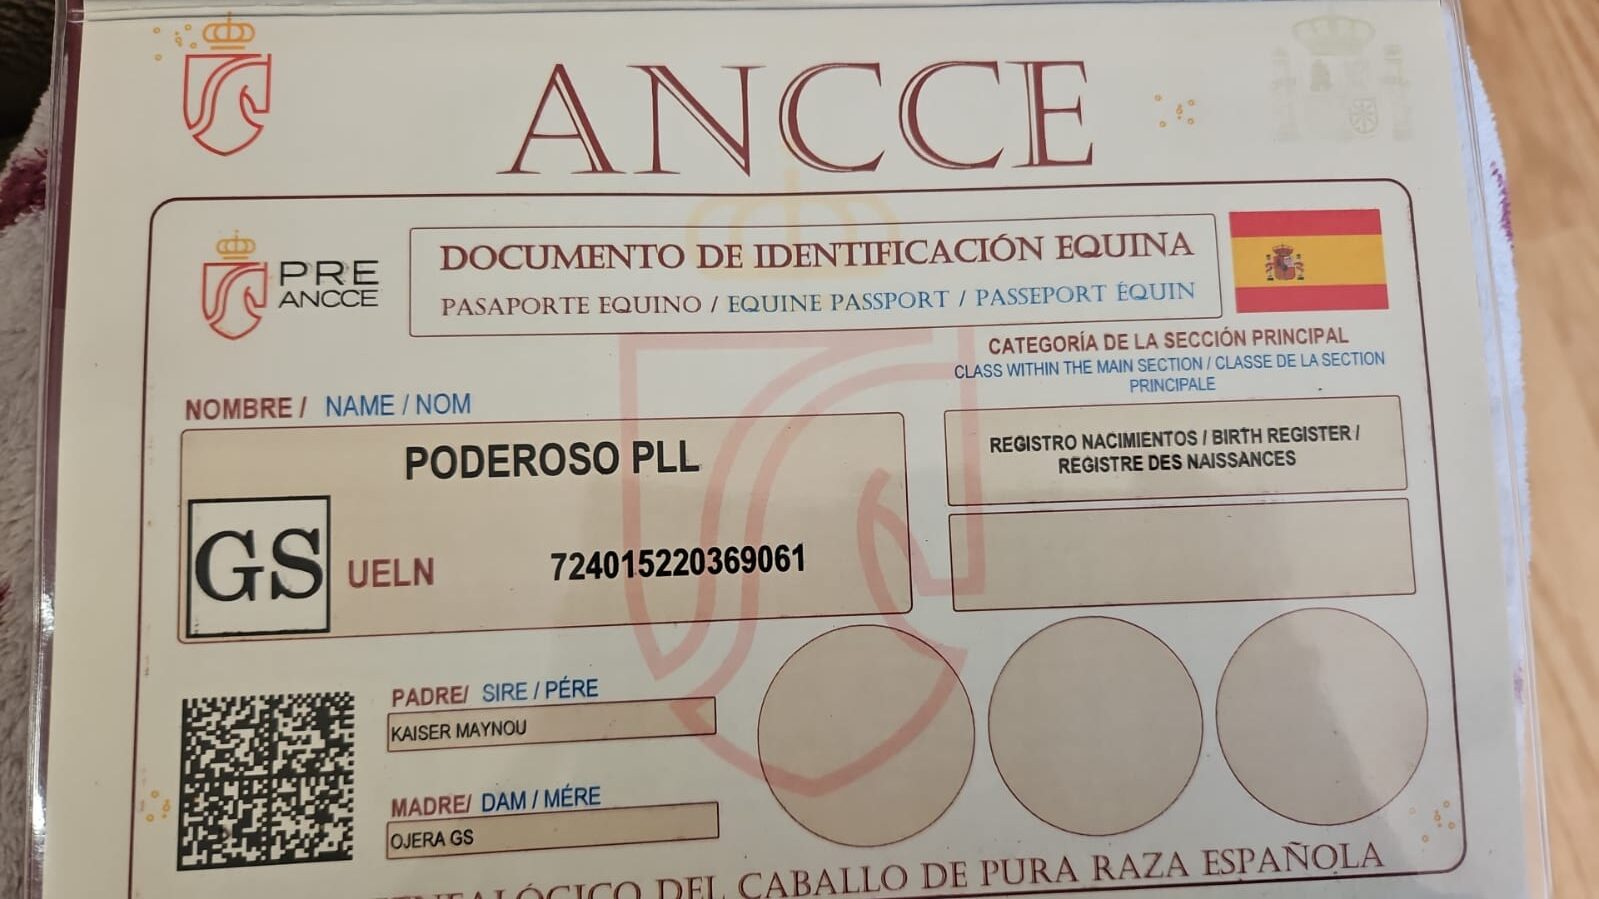 ANCCE
PRE
ANCCE
DOCUMENTO DE IDENTIFICACIÓN EQUINA
PASAPORTE EQUINO / EQUINE PASSPORT / PASSEPORT ÉQUIN
CATEGORÍA DE LA SECCIÓN PRINCIPAL
CLASS WITHIN THE MAIN SECTION / CLASSE DE LA SECTION
PRINCIPALE
NOMBRE / NAME / NOM
PODEROSO PLL
REGISTRO NACIMIENTOS / BIRTH REGISTER /
REGISTRE DES NAISSANCES
GS
UELN 724015220369061
PADRE/ SIRE / PÉRE
KAISER MAYNOU
MADRE/ DAM / MÉRE
OJERA GS
DEL CABALLO DE PURA RAZA ESPAÑOLA